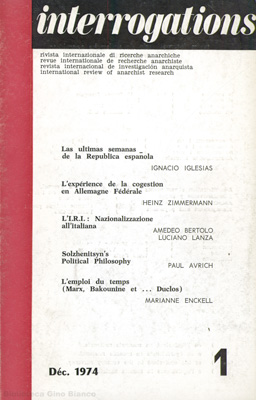 interrogations
rivista internazionale di ricerche anarchiche
revue internationale de recherche anarchiste
revista internacional de investigación anarquista
international review of anarchist research
Las ultimas semanas
de la Republica española
IGNACIO IGLESIAS
L'expérience de la cogestion
en Allemagne Fédérale
HEINZ ZIMMERMANN
L'I.R.I.: Nazionalizzazione
all'italiana
AMEDEO BERTOLO
LUCIANO LANZA
Solzhenitsyn's
Political Philosophy
PAUL AVRICH
L'emploi du temps
(Marx, Bakounine et ... Duclos)
MARIANNE ENCKELL
Déc. 1974
1
Biblioteca Gino Bianco